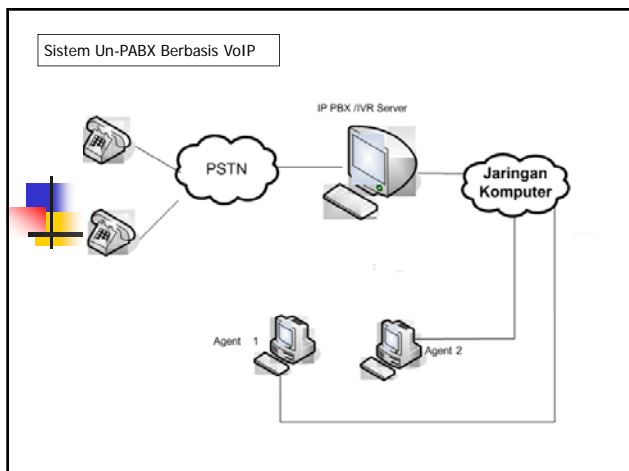 Sistem Un-PABX Berbasis VoIP
IP PBX /IVR Server
PSTN
Jaringan
Komputer
Agent 1
Agent 2